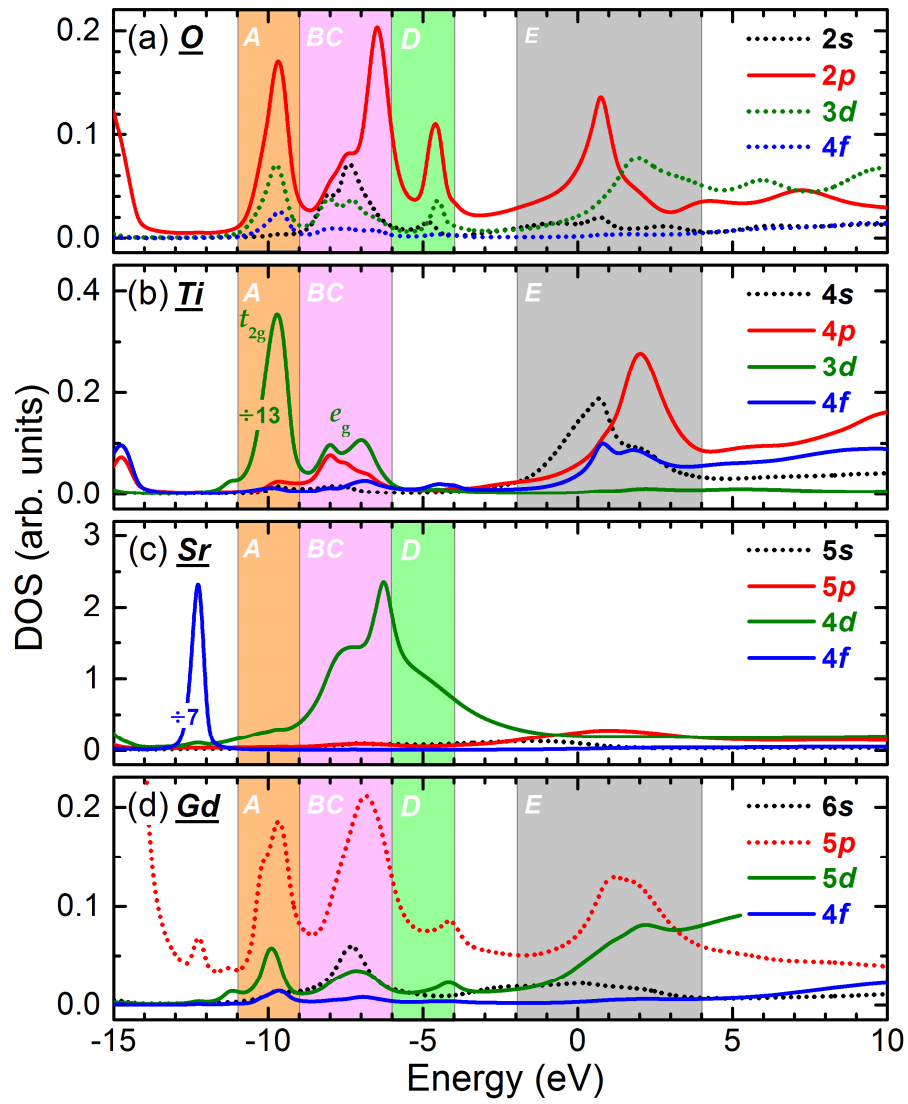 (a) O
A
BC
D
E
2s
2p
3d
4f
0.2
0.1
0.0
(b) Ti
A
BC
E
t2g
÷13
eg
4s
4p
3d
4f
0.4
0.2
0.0
(c) Sr
A
BC
D
÷7
5s
5p
4d
4f
3
2
1
0
(d) Gd
A
BC
D
E
6s
5p
5d
4f
0.2
0.1
0.0
DOS (arb. units)
-15 -10 -5 0 5 10
Energy (eV)